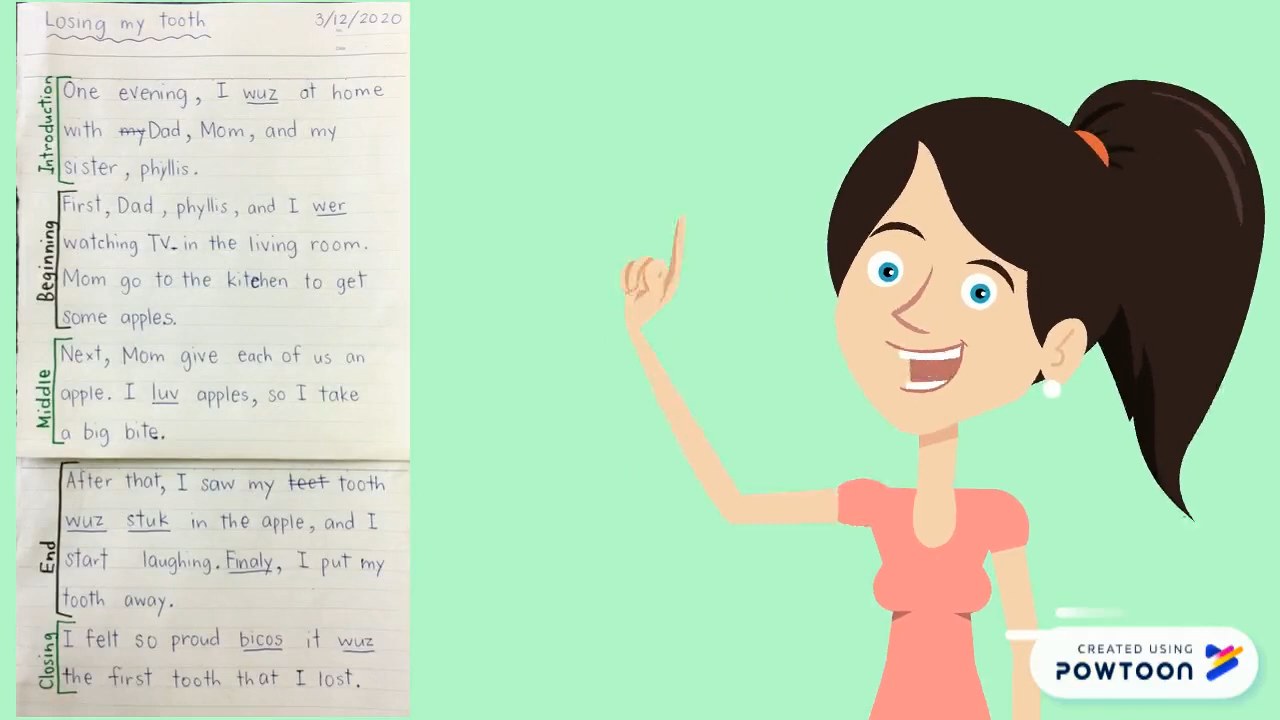 Losing my tooth 3/12/2020
Introduction
One evening, I wuz at home
with my Dad, Mom, and my
sister, phyllis.
Beginning
First, Dad, phyllis, and I wer
watching TV in the living room.
Mom go to the kitchen to get
some apples.
Middle
Next, Mom give each of us an
apple. I luv apples, so I take
a big bite.
End
After that, I saw my teet tooth
wuz stuk in the apple, and I
start laughing. Finaly, I put my
tooth away.
Closing
I felt so proud bicos it wuz
the first tooth that I lost.
CREATED USING
POWTOON